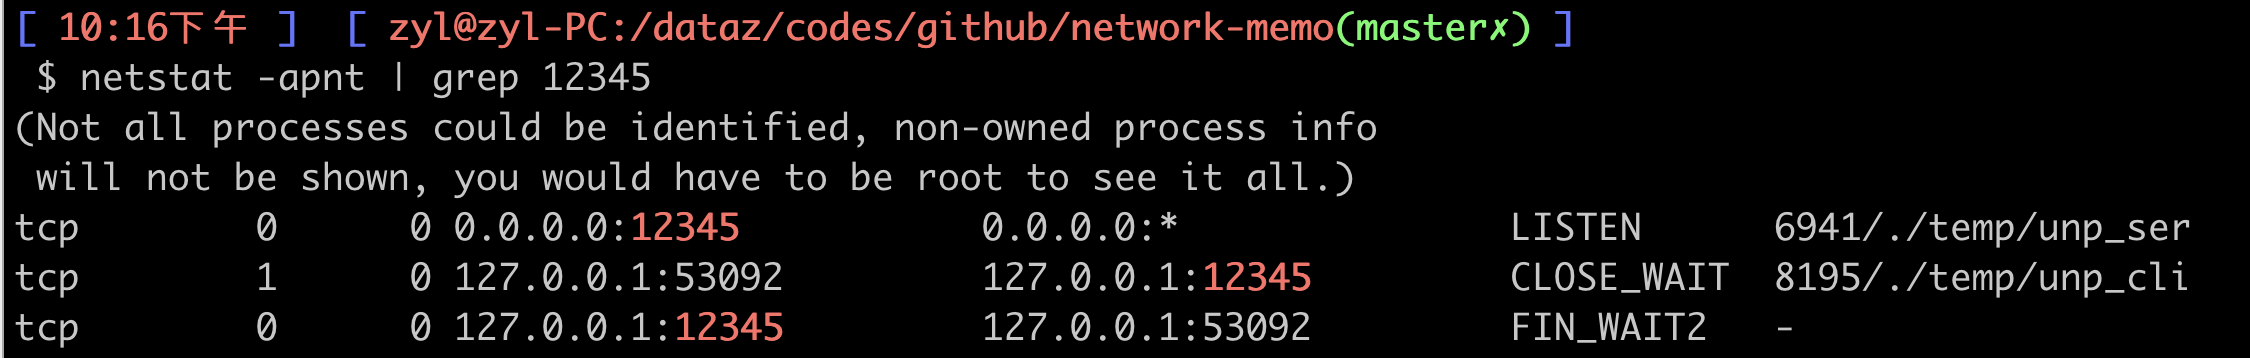 [ 10:16下午 ]  [ zyl@zyl-PC:/dataz/codes/github/network-memo(master✗) ]
$ netstat -apnt | grep 12345
(Not all processes could be identified, non-owned process info
will not be shown, you would have to be root to see it all.)
tcp        0      0 0.0.0.0:12345           0.0.0.0:*               LISTEN      6941/./temp/unp_ser
tcp        1      0 127.0.0.1:53092         127.0.0.1:12345         CLOSE_WAIT  8195/./temp/unp_cli
tcp        0      0 127.0.0.1:12345         127.0.0.1:53092         FIN_WAIT2   -